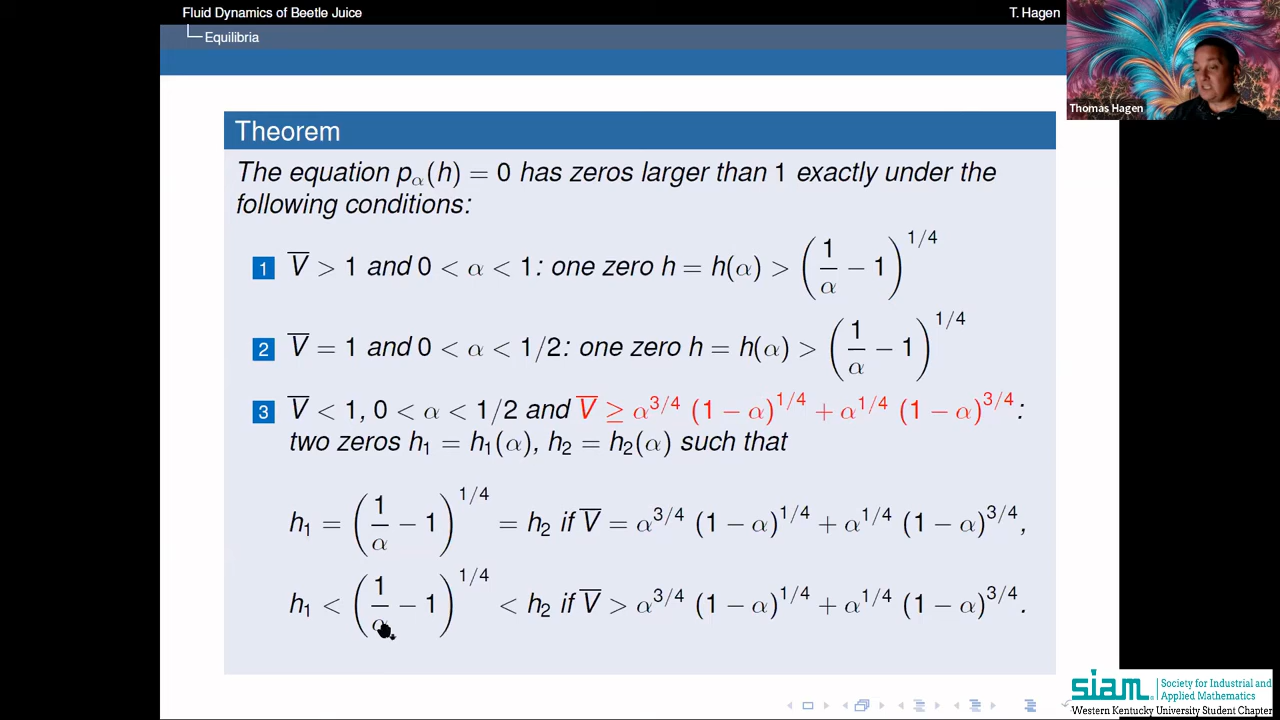 Fluid Dynamics of Beetle Juice
T. Hagen
Equilibria
Thomas Hagen
Theorem
The equation p_α(h) = 0 has zeros larger than 1 exactly under the
following conditions:
1 V̅ > 1 and 0 < α < 1: one zero h = h(α) > (1/α − 1)^{1/4}
2 V̅ = 1 and 0 < α < 1/2: one zero h = h(α) > (1/α − 1)^{1/4}
3 V̅ < 1, 0 < α < 1/2 and V̅ ≥ α^{3/4} (1 − α)^{1/4} + α^{1/4} (1 − α)^{3/4}:
two zeros h₁ = h₁(α), h₂ = h₂(α) such that
h₁ = (1/α − 1)^{1/4} = h₂ if V̅ = α^{3/4} (1 − α)^{1/4} + α^{1/4} (1 − α)^{3/4},
h₁ < (1/α − 1)^{1/4} < h₂ if V̅ > α^{3/4} (1 − α)^{1/4} + α^{1/4} (1 − α)^{3/4}.
siam. Society for Industrial and
Applied Mathematics
Western Kentucky University Student Chapter